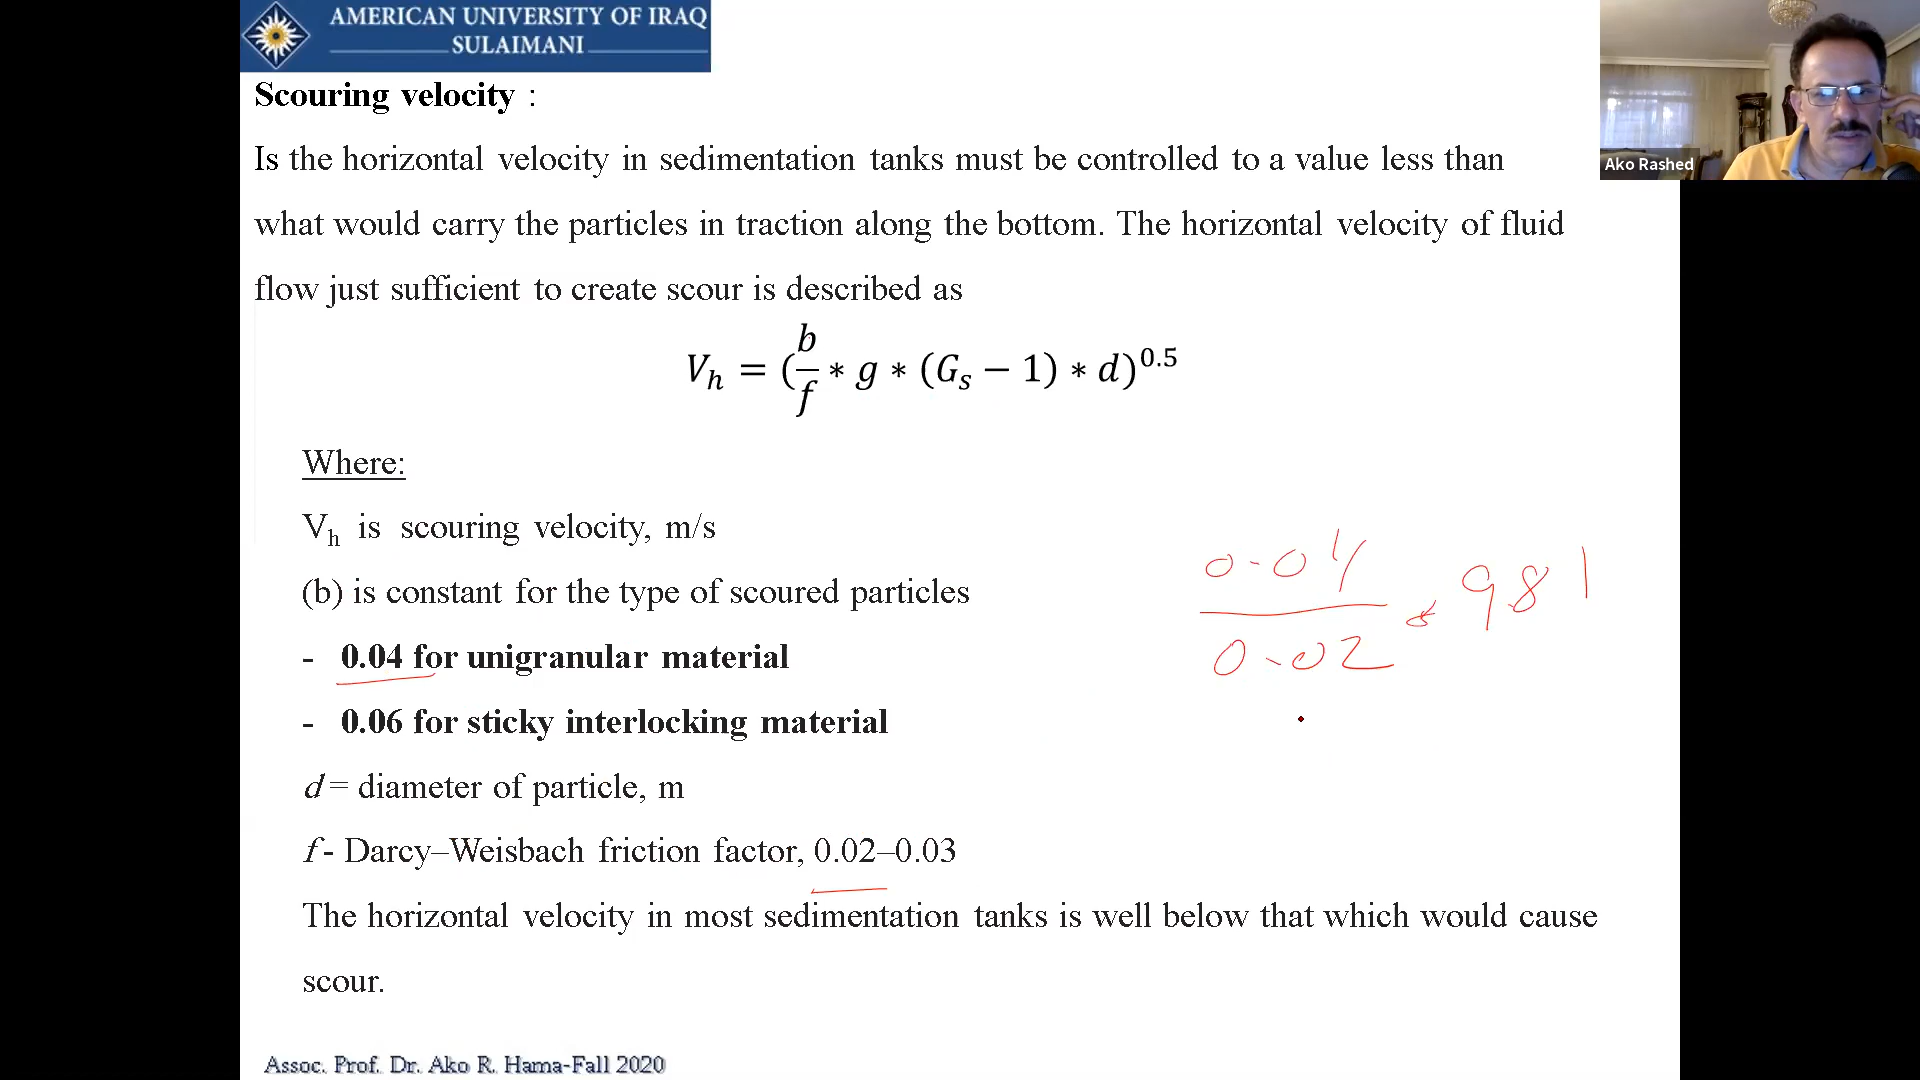 AMERICAN UNIVERSITY OF IRAQ
SULAIMANI
Ako Rashed
Scouring velocity :
Is the horizontal velocity in sedimentation tanks must be controlled to a value less than
what would carry the particles in traction along the bottom. The horizontal velocity of fluid
flow just sufficient to create scour is described as
V_h = (b/f * g * (G_s − 1) * d)^0.5
Where:
V_h is scouring velocity, m/s
(b) is constant for the type of scoured particles
- 0.04 for unigranular material
- 0.06 for sticky interlocking material
d = diameter of particle, m
f - Darcy–Weisbach friction factor, 0.02–0.03
The horizontal velocity in most sedimentation tanks is well below that which would cause
scour.
0.04
0.02 * 981
Assoc. Prof. Dr. Ako R. Hama-Fall 2020